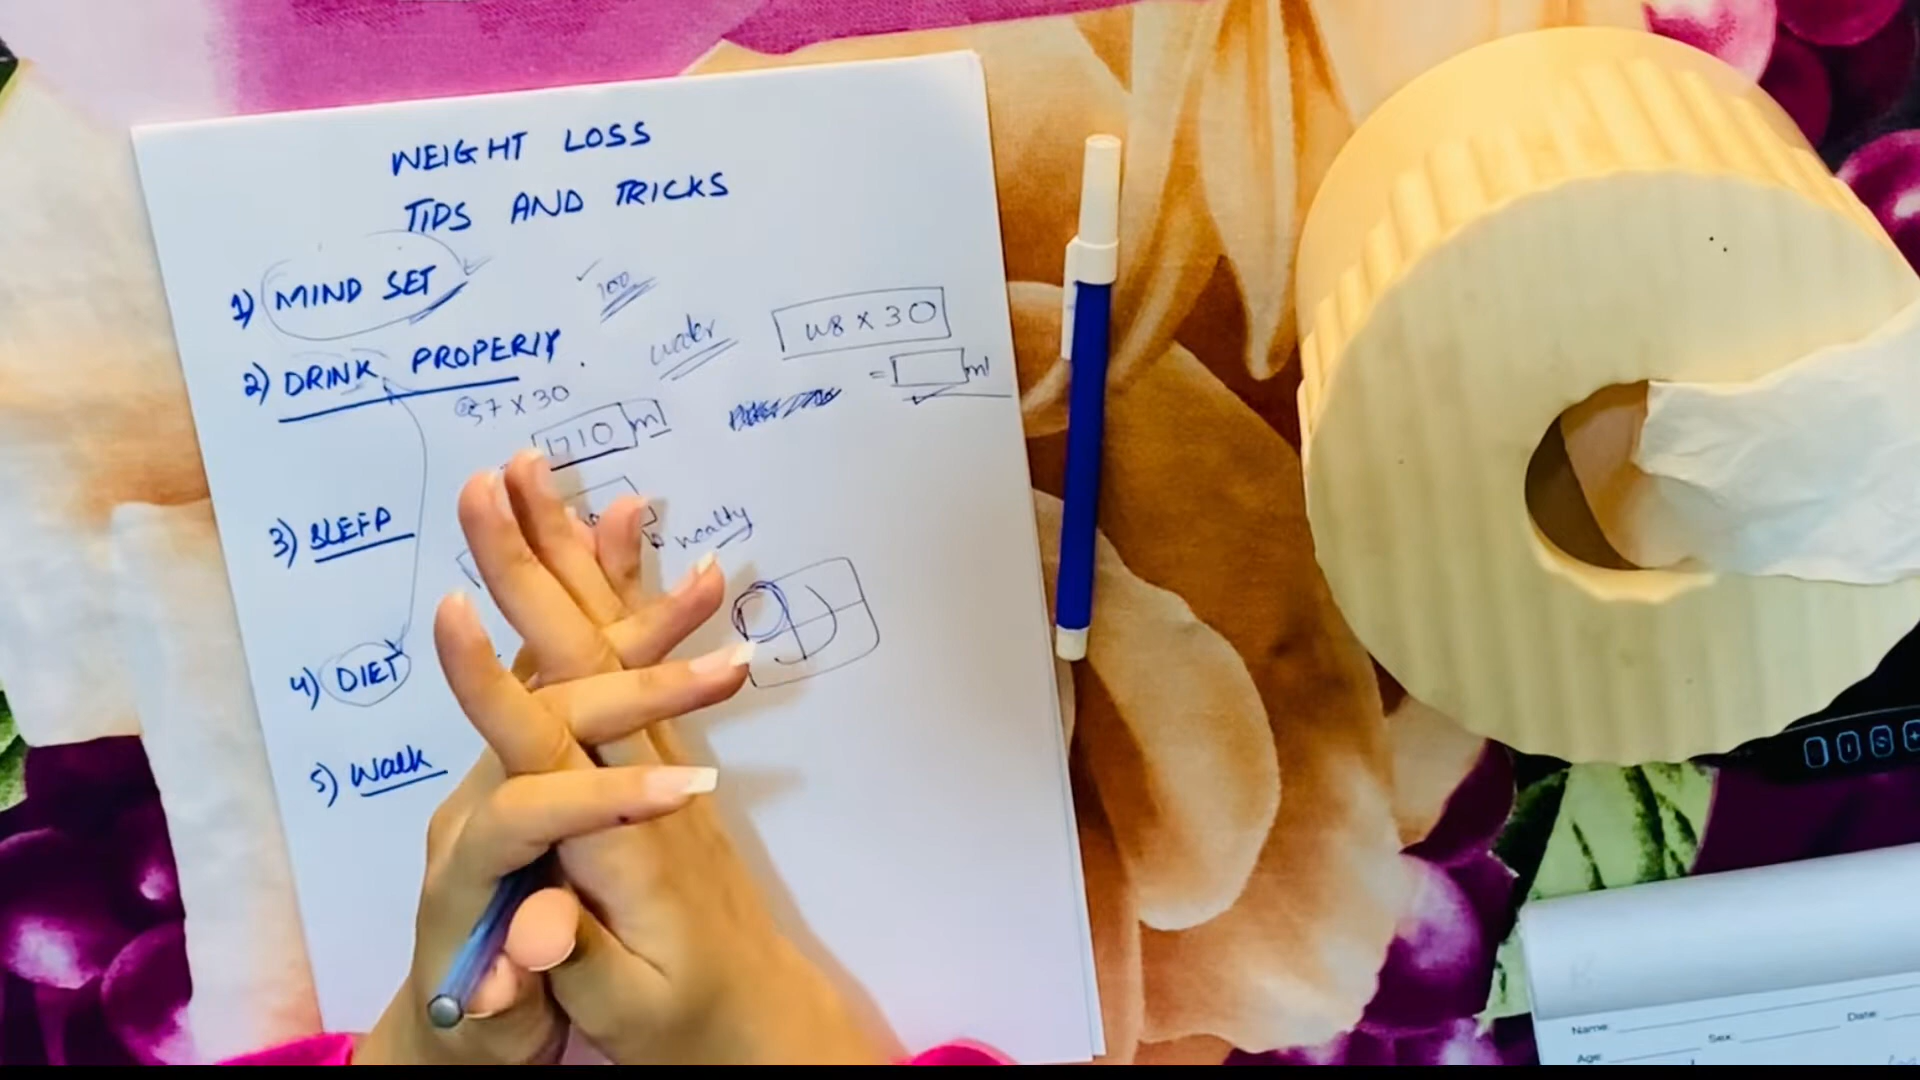 WEIGHT LOSS
TIPS AND TRICKS
1) MIND SET
100
2) DRINK PROPERLY.
water
48 X 30
= ml
57 X 30
1710 ml
3) SLEEP
healty
4) DIET
5) Walk
Name:
Sex:
Date:
Age: